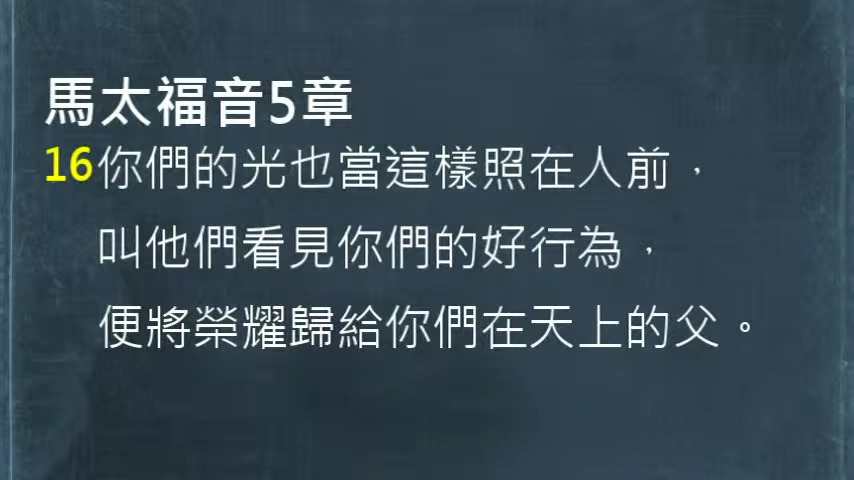 馬太福音5章
16你們的光也當這樣照在人前，
叫他們看見你們的好行為，
便將榮耀歸給你們在天上的父。